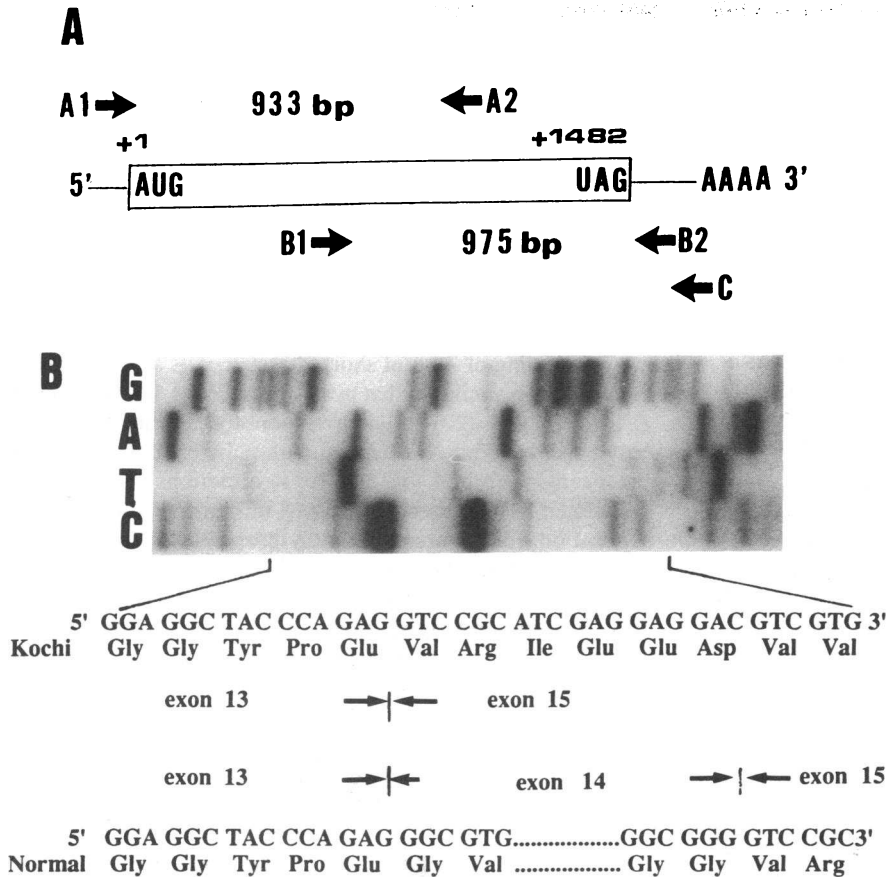 A
A1 933 bp A2
+1 +1482
5' AUG UAG AAAA 3'
B1 975 bp B2
C
B
G
A
T
C
5' GGA GGC TAC CCA GAG GTC CGC ATC GAG GAG GAC GTC GTG 3'
Kochi Gly Gly Tyr Pro Glu Val Arg Ile Glu Glu Asp Val Val
exon 13 exon 15
exon 13 exon 14 exon 15
5' GGA GGC TAC CCA GAG GGC GTG..................GGC GGG GTC CGC3'
Normal Gly Gly Tyr Pro Glu Gly Val ..................Gly Gly Val Arg